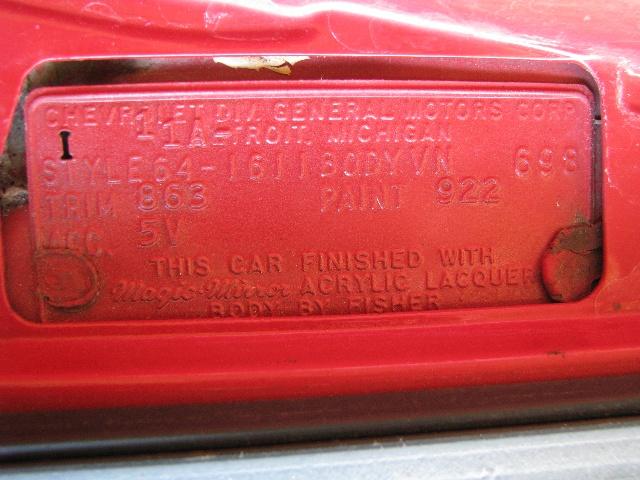 CHEVROLET DIV. GENERAL MOTORS CORP.
11A DETROIT, MICHIGAN
STYLE 64-1611 BODY VN 698
TRIM 863 PAINT 922
ACC. 5V
THIS CAR FINISHED WITH
Magic-Mirror ACRYLIC LACQUER
BODY BY FISHER